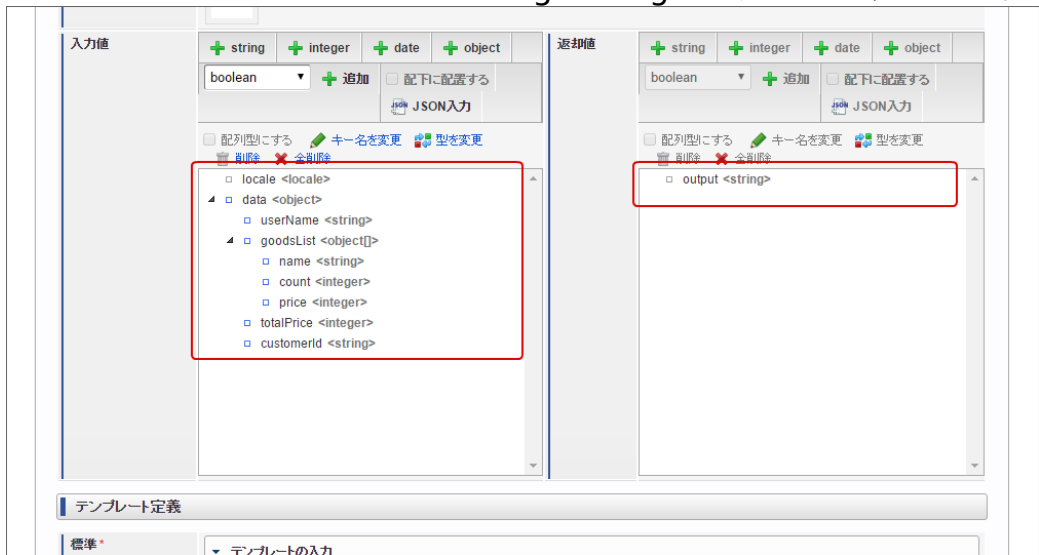 入力値
string integer date object
boolean 追加 配下に配置する
JSON入力
配列型にする キー名を変更 型を変更
削除 全削除
locale <locale>
data <object>
userName <string>
goodsList <object[]>
name <string>
count <integer>
price <integer>
totalPrice <integer>
customerId <string>
返却値
string integer date object
boolean 追加 配下に配置する
JSON入力
配列型にする キー名を変更 型を変更
削除 全削除
output <string>
テンプレート定義
標準*
テンプレートの入力